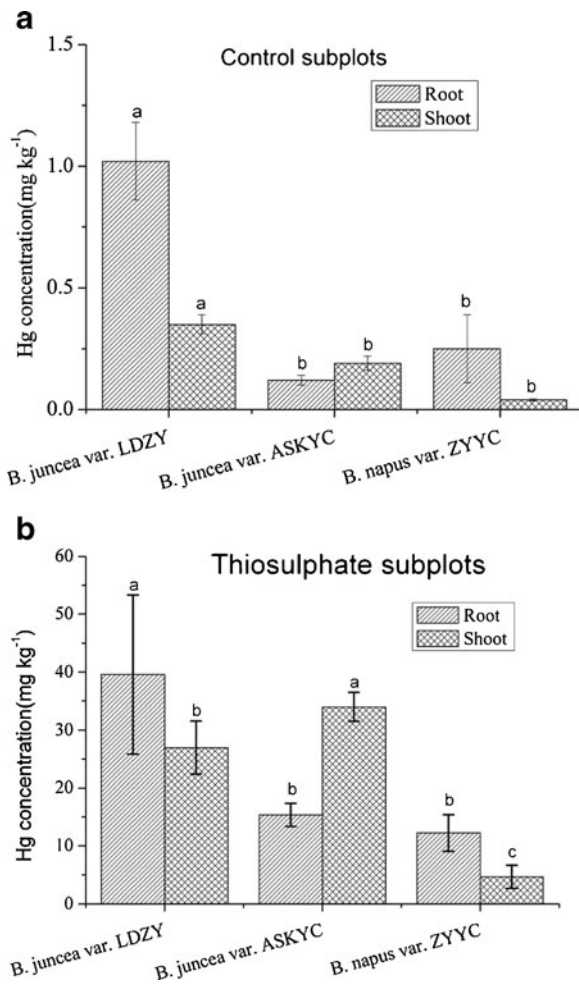 a
Control subplots
Root
Shoot
Hg concentration(mg kg⁻¹)
1.5
1.0
0.5
0.0
a
a
b
b
b
b
B. juncea var. LDZY
B. juncea var. ASKYC
B. napus var. ZYYC
b
Thiosulphate subplots
Root
Shoot
Hg concentration(mg kg⁻¹)
60
50
40
30
20
10
0
a
b
b
a
b
c
B. juncea var. LDZY
B. juncea var. ASKYC
B. napus var. ZYYC